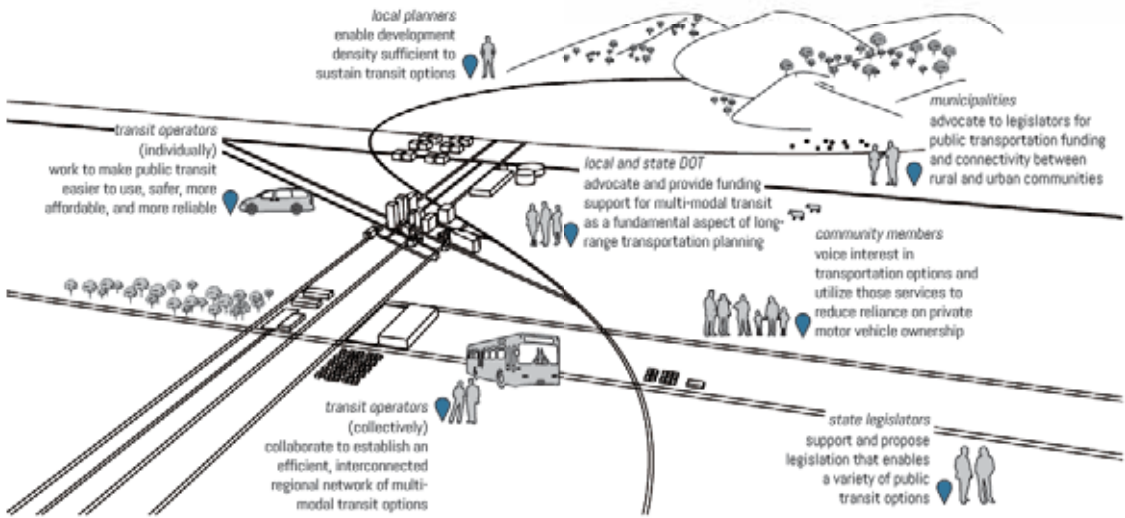 local planners
enable development
density sufficient to
sustain transit options
transit operators
(individually)
work to make public transit
easier to use, safer, more
affordable, and more reliable
local and state DOT
advocate and provide funding
support for multi-modal transit
as a fundamental aspect of long-
range transportation planning
municipalities
advocate to legislators for
public transportation funding
and connectivity between
rural and urban communities
community members
voice interest in
transportation options and
utilize those services to
reduce reliance on private
motor vehicle ownership
transit operators
(collectively)
collaborate to establish an
efficient, interconnected
regional network of multi-
modal transit options
state legislators
support and propose
legislation that enables
a variety of public
transit options